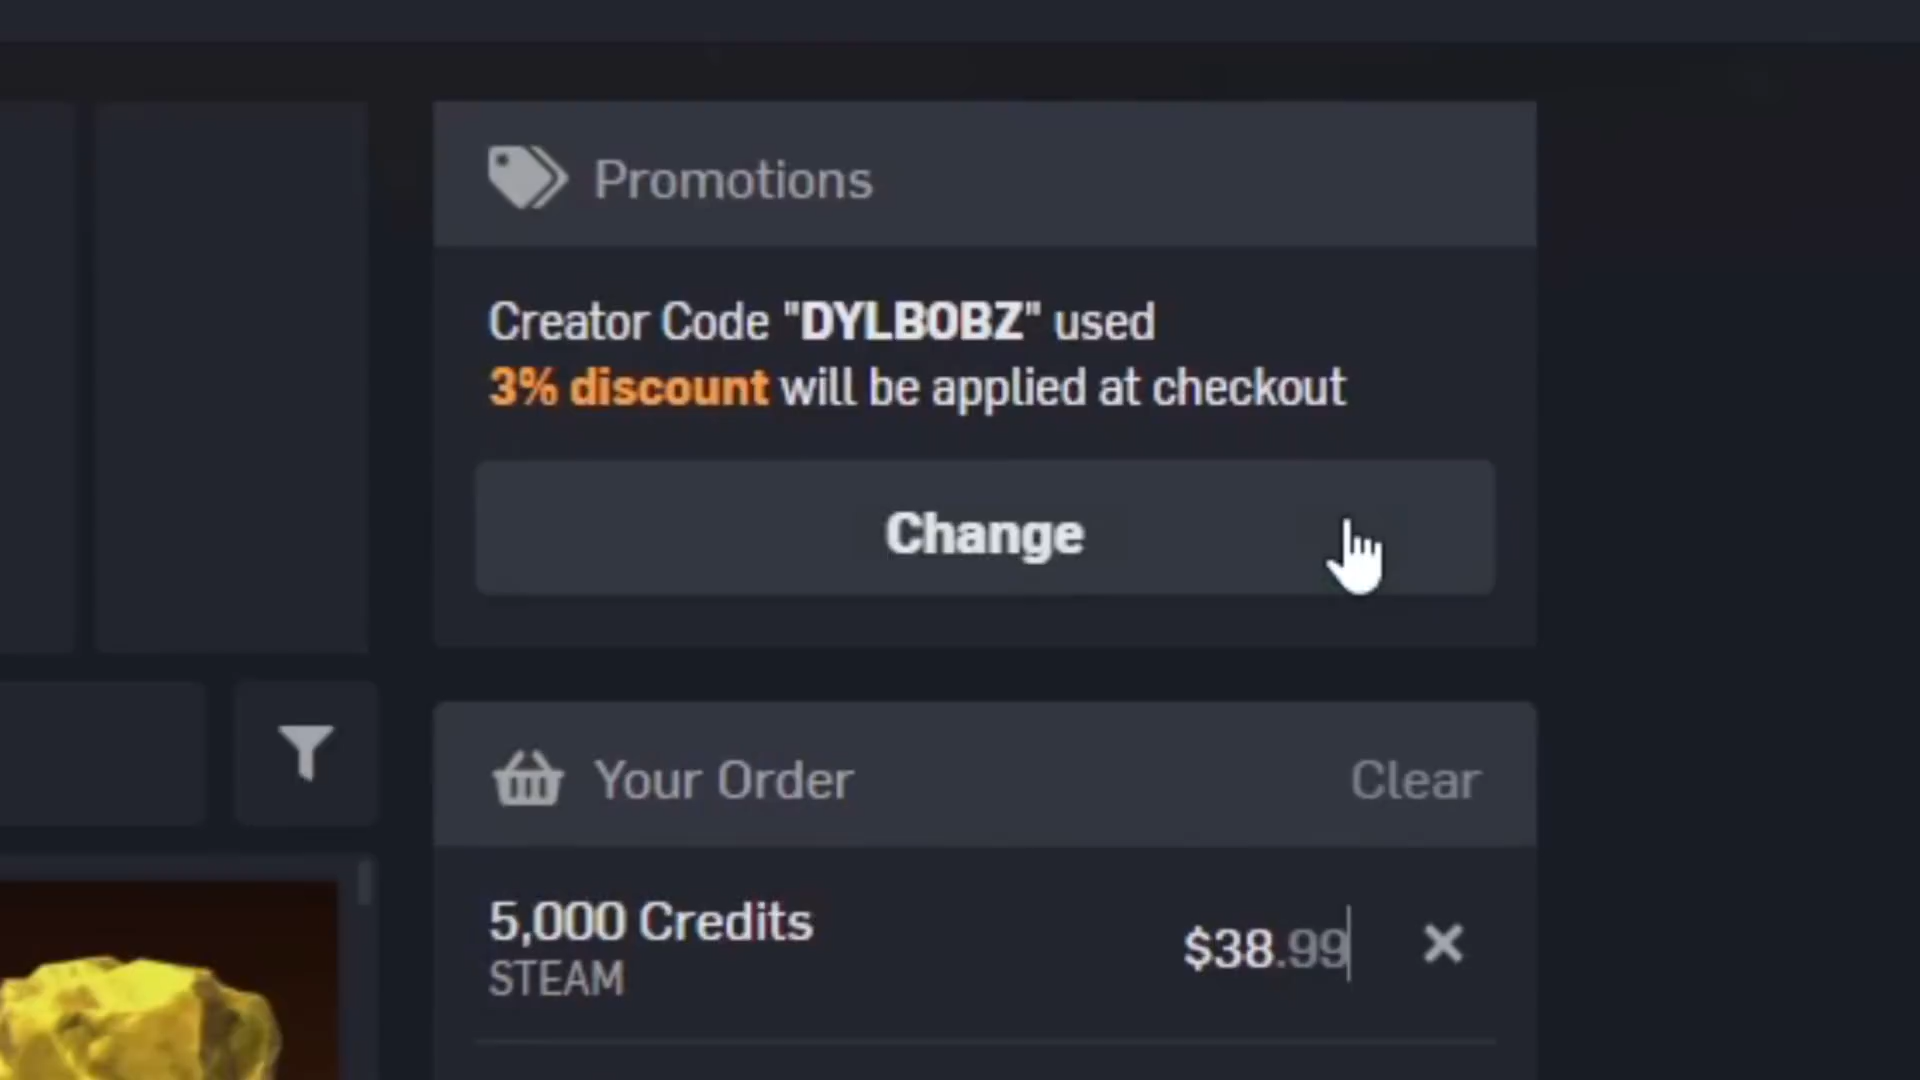 Promotions
Creator Code "DYLBOBZ" used
3% discount will be applied at checkout
Change
Your Order
Clear
5,000 Credits
$38.99
STEAM